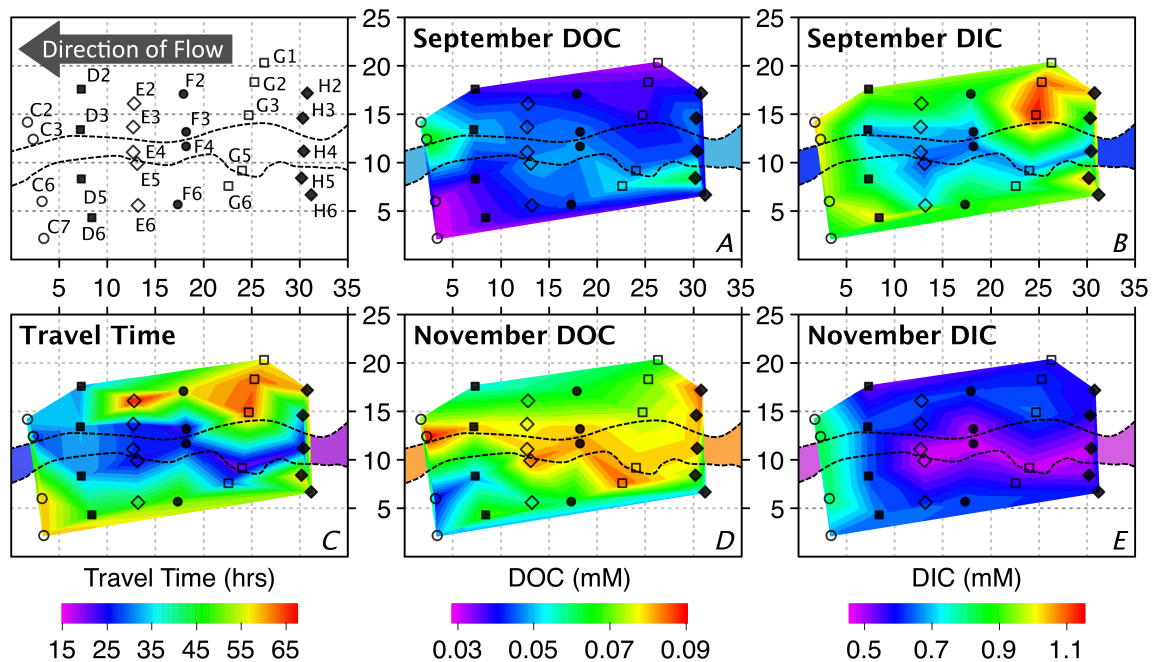 Direction of Flow
G1
D2
E2
F2
G2
H2
C2
D3
E3
F3
G3
H3
C3
E4
F4
G5
H4
C6
D5
E5
G6
H5
C7
D6
E6
F6
H6
5 10 15 20 25 30 35
September DOC
A
5 10 15 20 25 30 35
25
20
15
10
5
September DIC
B
5 10 15 20 25 30 35
25
20
15
10
5
Travel Time
C
November DOC
D
25
20
15
10
5
November DIC
E
25
20
15
10
5
Travel Time (hrs)
15 25 35 45 55 65
DOC (mM)
0.03 0.05 0.07 0.09
DIC (mM)
0.5 0.7 0.9 1.1